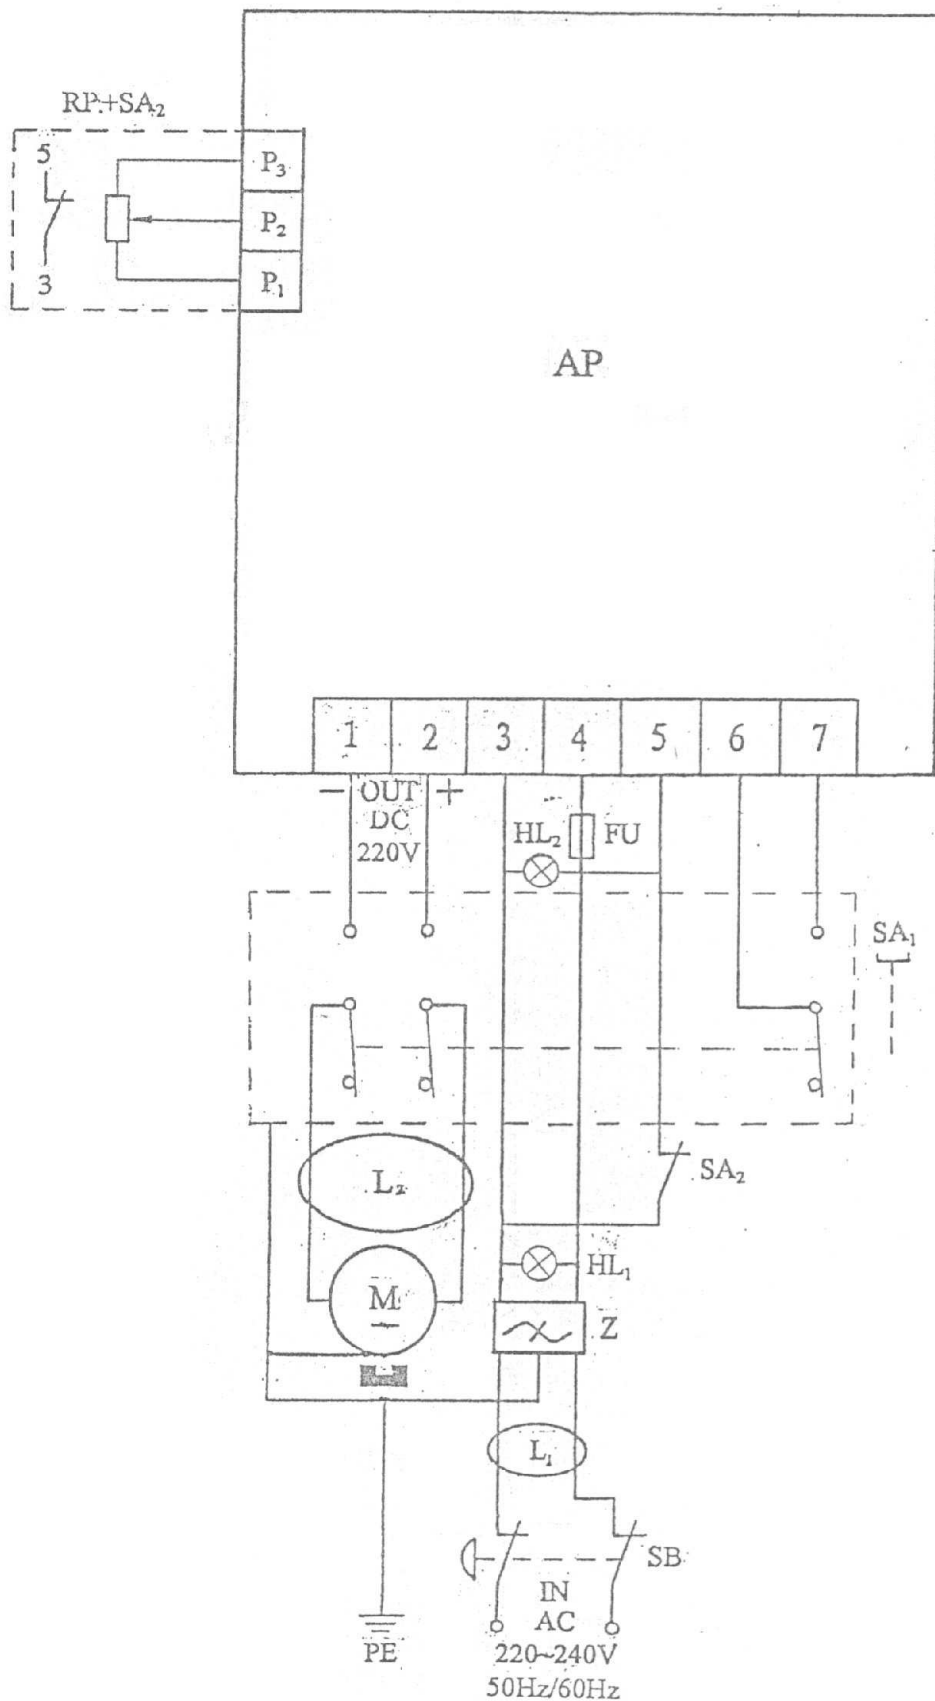 RP+SA₂
5
3
P₃
P₂
P₁
AP
1 2 3 4 5 6 7
− OUT +
DC
220V
HL₂
FU
SA₁
L₂
SA₂
M
HL₁
Z
L₁
SB
IN
AC
220~240V
50Hz/60Hz
PE